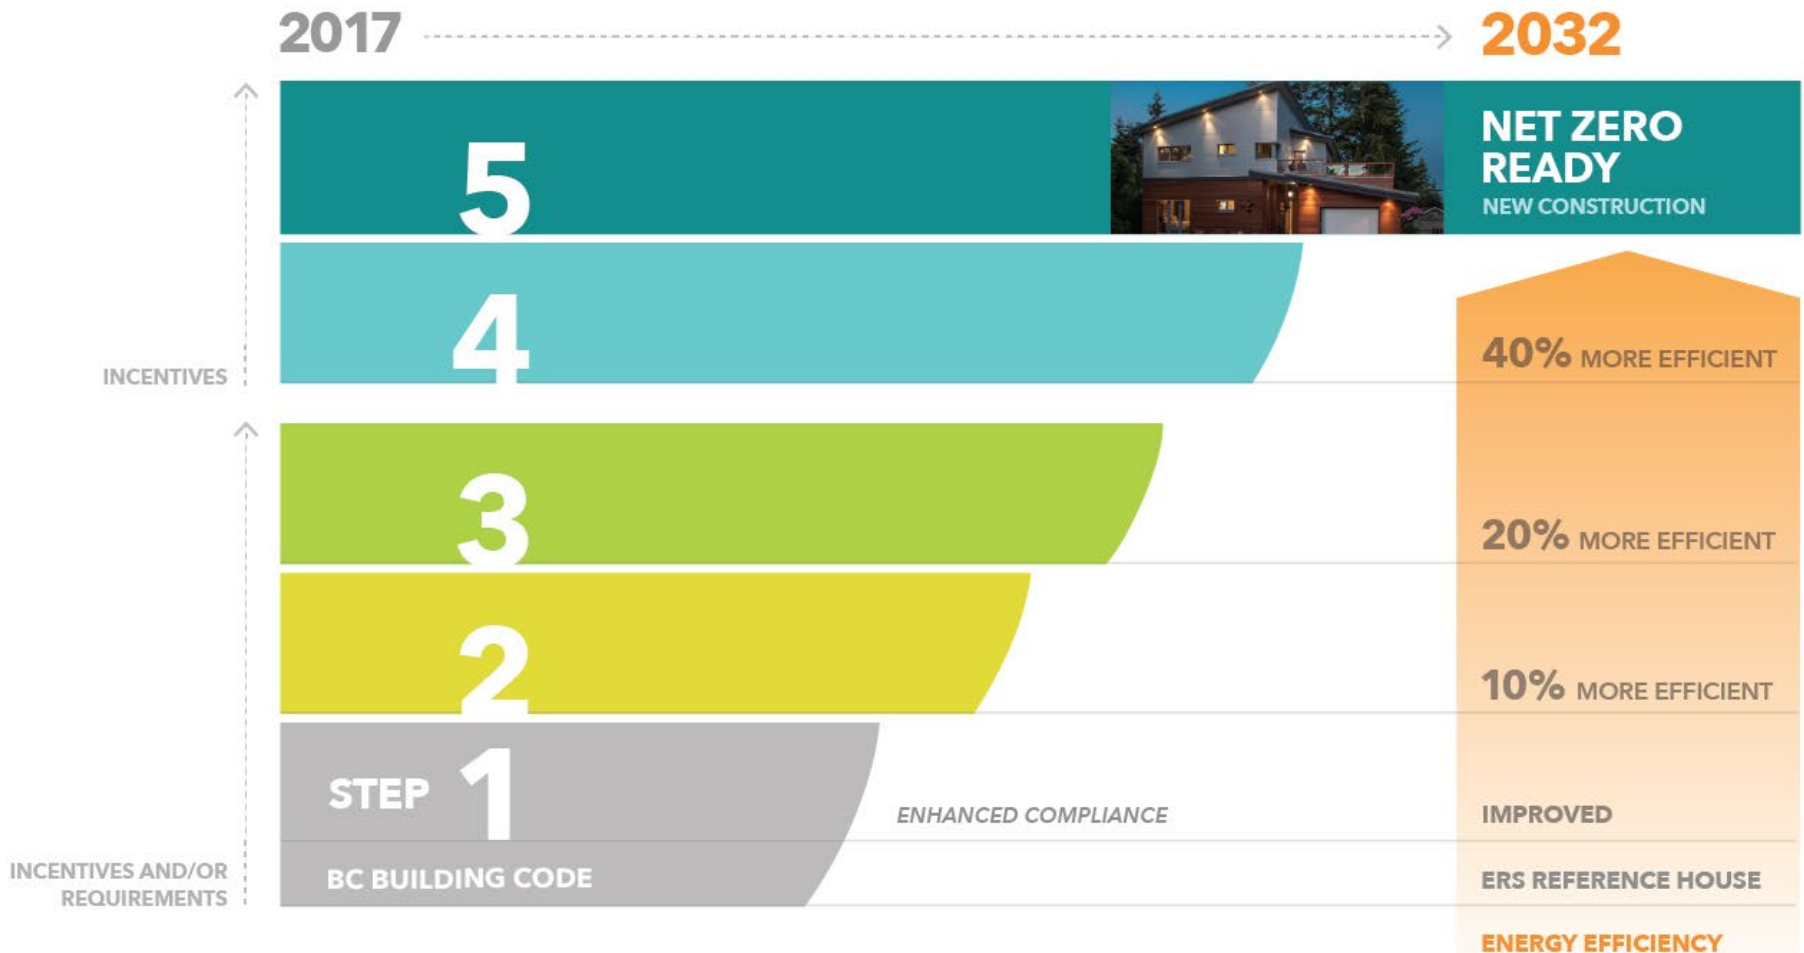 2017
2032
5
NET ZERO
READY
NEW CONSTRUCTION
4
40% MORE EFFICIENT
INCENTIVES
3
20% MORE EFFICIENT
2
10% MORE EFFICIENT
STEP 1
ENHANCED COMPLIANCE
IMPROVED
INCENTIVES AND/OR
REQUIREMENTS
BC BUILDING CODE
ERS REFERENCE HOUSE
ENERGY EFFICIENCY